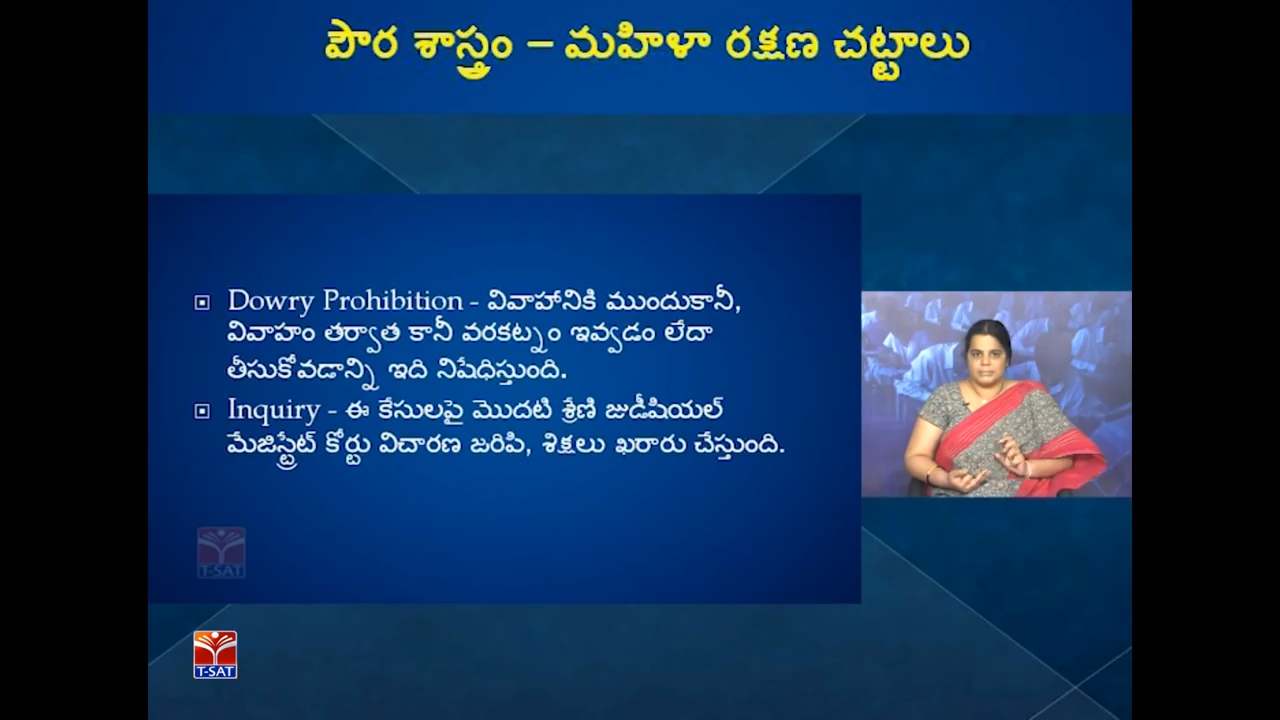 పౌర శాస్త్రం – మహిళా రక్షణ చట్టాలు
Dowry Prohibition - వివాహానికి ముందుకానీ,
వివాహం తర్వాత కానీ వరకట్నం ఇవ్వడం లేదా
తీసుకోవడాన్ని ఇది నిషేధిస్తుంది.
Inquiry - ఈ కేసులపై మొదటి శ్రేణి జుడీషియల్
మేజిస్ట్రేట్ కోర్టు విచారణ జరిపి, శిక్షలు ఖరారు చేస్తుంది.
T-SAT
T-SAT